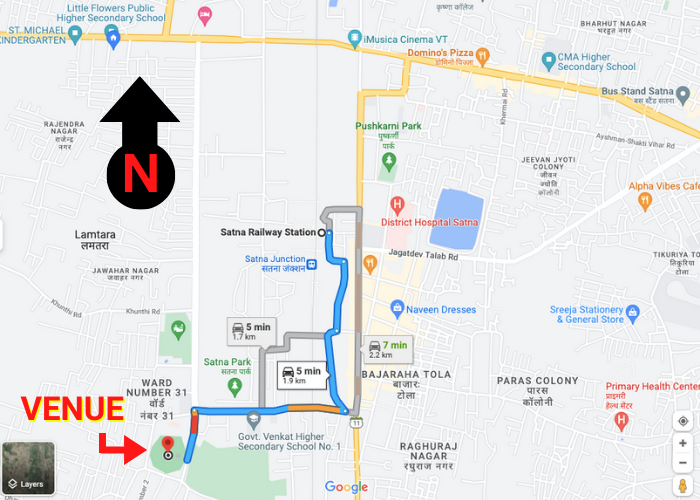 Little Flowers Public
Higher Secondary School
कृष्णा कॉलेज
ST. MICHAEL
KINDERGARTEN
iMusica Cinema VT
BHARHUT NAGAR
भरहुत नगर
Domino's Pizza
डोमिनो पिज़्ज़ा
CMA Higher
Secondary School
Bus Stand Satna
बस स्टैंड सतना
Khermai Rd
RAJENDRA
NAGAR
राजेन्द्र
नगर
N
Pushkarni Park
पुष्कर्णी
पार्क
Ayshman-Shakti Vihar Rd
JEEVAN JYOTI
COLONY
जीवन
ज्योति
कॉलोनी
Alpha Vibes Cafe
District Hospital Satna
Satna Railway Station
Lamtara
लमतरा
Satna Junction
सतना जंक्शन
Jagatdev Talab Rd
TIKURIYA TO
तिकुरिया
टोला
JAWAHAR NAGAR
जवाहर नगर
Khunthi Rd
Khunthi Rd
Naveen Dresses
Sreeja Stationery
& General Store
5 min
1.7 km
7 min
2.2 km
Satna Park
सतना पार्क
5 min
1.9 km
BAJARAHA TOLA
बाजारः
टोला
PARAS COLONY
पारस
कॉलोनी
WARD
NUMBER 31
वॉर्ड
नंबर 31
Primary Health Center
प्राइमरी
हेल्थ सेंटर
VENUE
11
Govt. Venkat Higher
Secondary School No. 1
RAGHURAJ
NAGAR
रघुराज नगर
Layers
Google